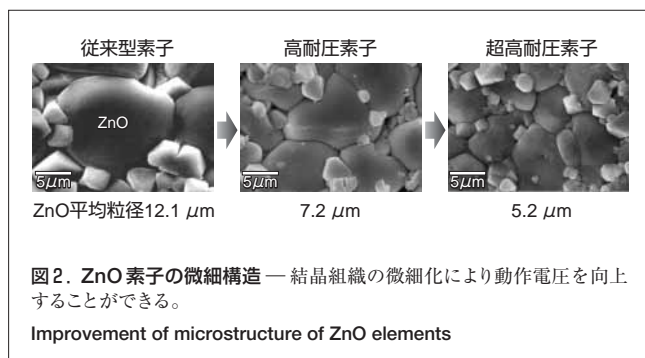 従来型素子
高耐圧素子
超高耐圧素子
ZnO
5μm
5μm
5μm
ZnO平均粒径12.1 μm
7.2 μm
5.2 μm
図2．ZnO素子の微細構造 — 結晶組織の微細化により動作電圧を向上
することができる。
Improvement of microstructure of ZnO elements